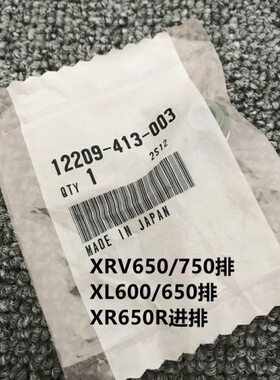 12209-413-003
2S12
QTY 1
MADE IN JAPAN
XRV650/750排
XL600/650排
XR650R进排